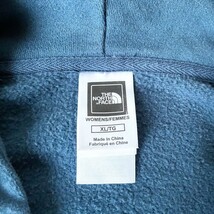 THE
NORTH
FACE
WOMENS/FEMMES
XL/TG
Made in China
Fabriqué en Chine